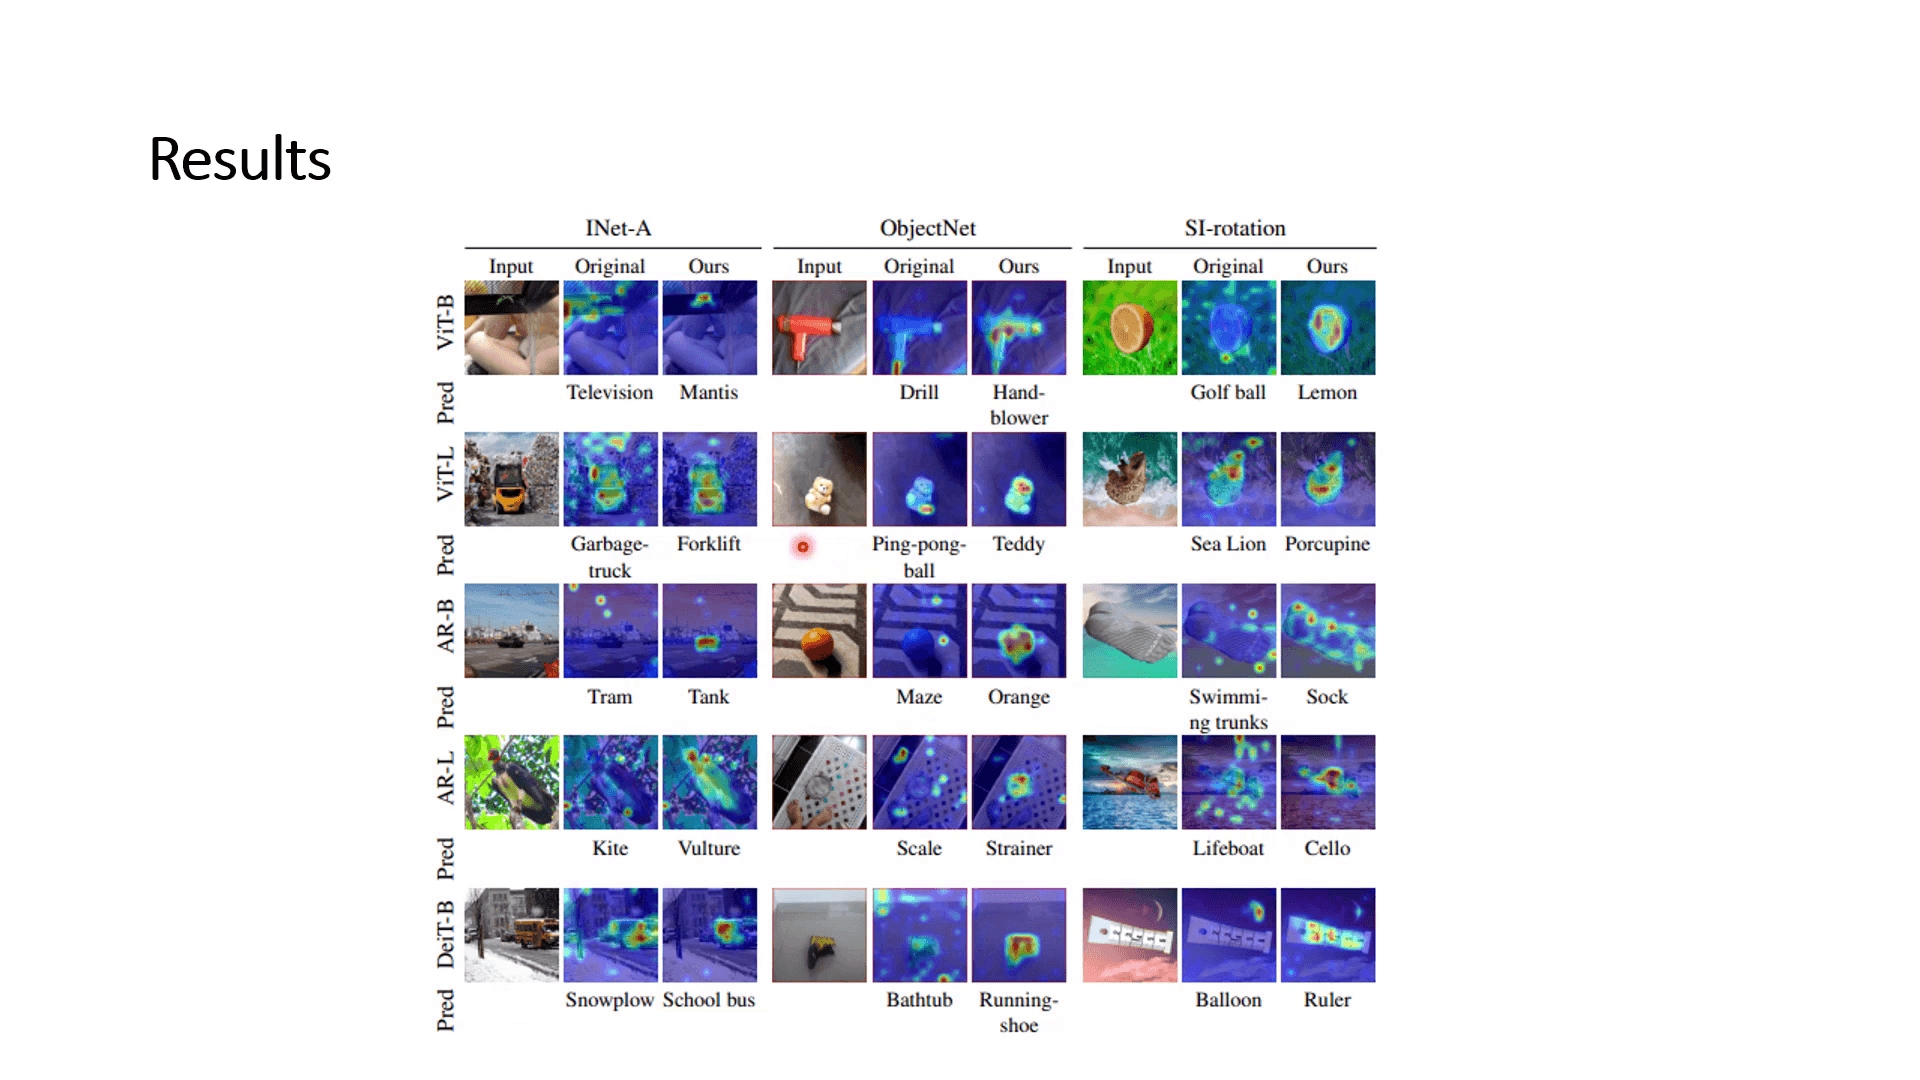 Results
INet-A ObjectNet SI-rotation
Input Original Ours Input Original Ours Input Original Ours
ViT-B
Pred Television Mantis Drill Hand- Golf ball Lemon
blower
ViT-L
Pred Garbage- Forklift Ping-pong- Teddy Sea Lion Porcupine
truck ball
AR-B
Pred Tram Tank Maze Orange Swimmi- Sock
ng trunks
AR-L
Pred Kite Vulture Scale Strainer Lifeboat Cello
DeiT-B
Pred Snowplow School bus Bathtub Running- Balloon Ruler
shoe